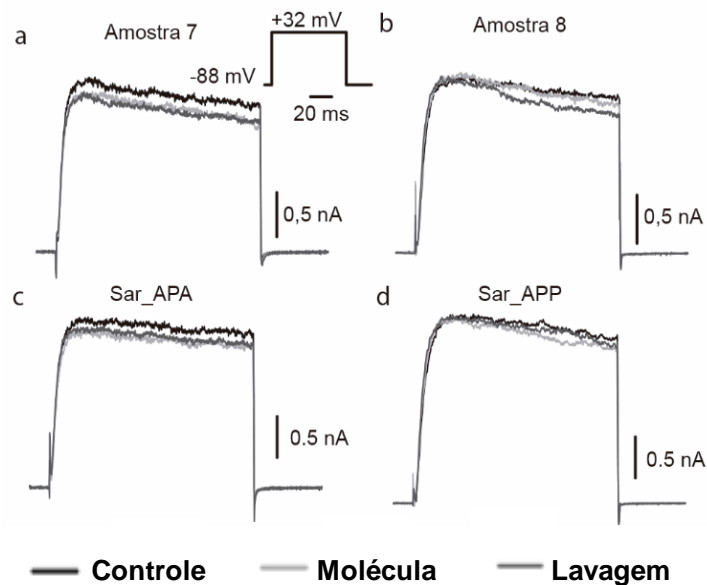 a
Amostra 7
+32 mV
-88 mV
20 ms
0,5 nA
b
Amostra 8
0,5 nA
c
Sar_APA
0.5 nA
d
Sar_APP
0.5 nA
Controle
Molécula
Lavagem